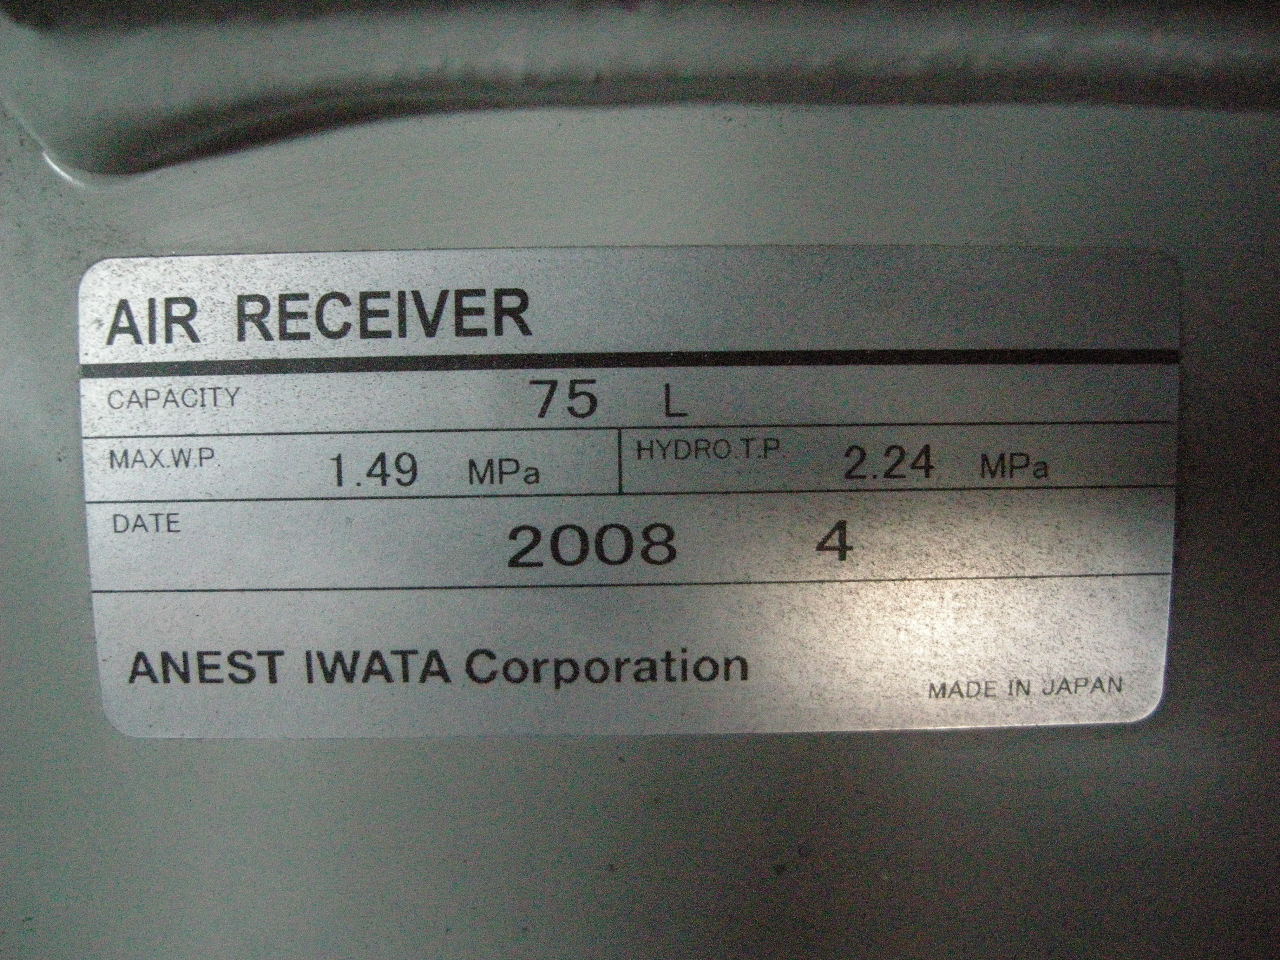 AIR RECEIVER
CAPACITY 75 L
MAX.W.P. 1.49 MPa HYDRO.T.P. 2.24 MPa
DATE 2008 4
ANEST IWATA Corporation
MADE IN JAPAN